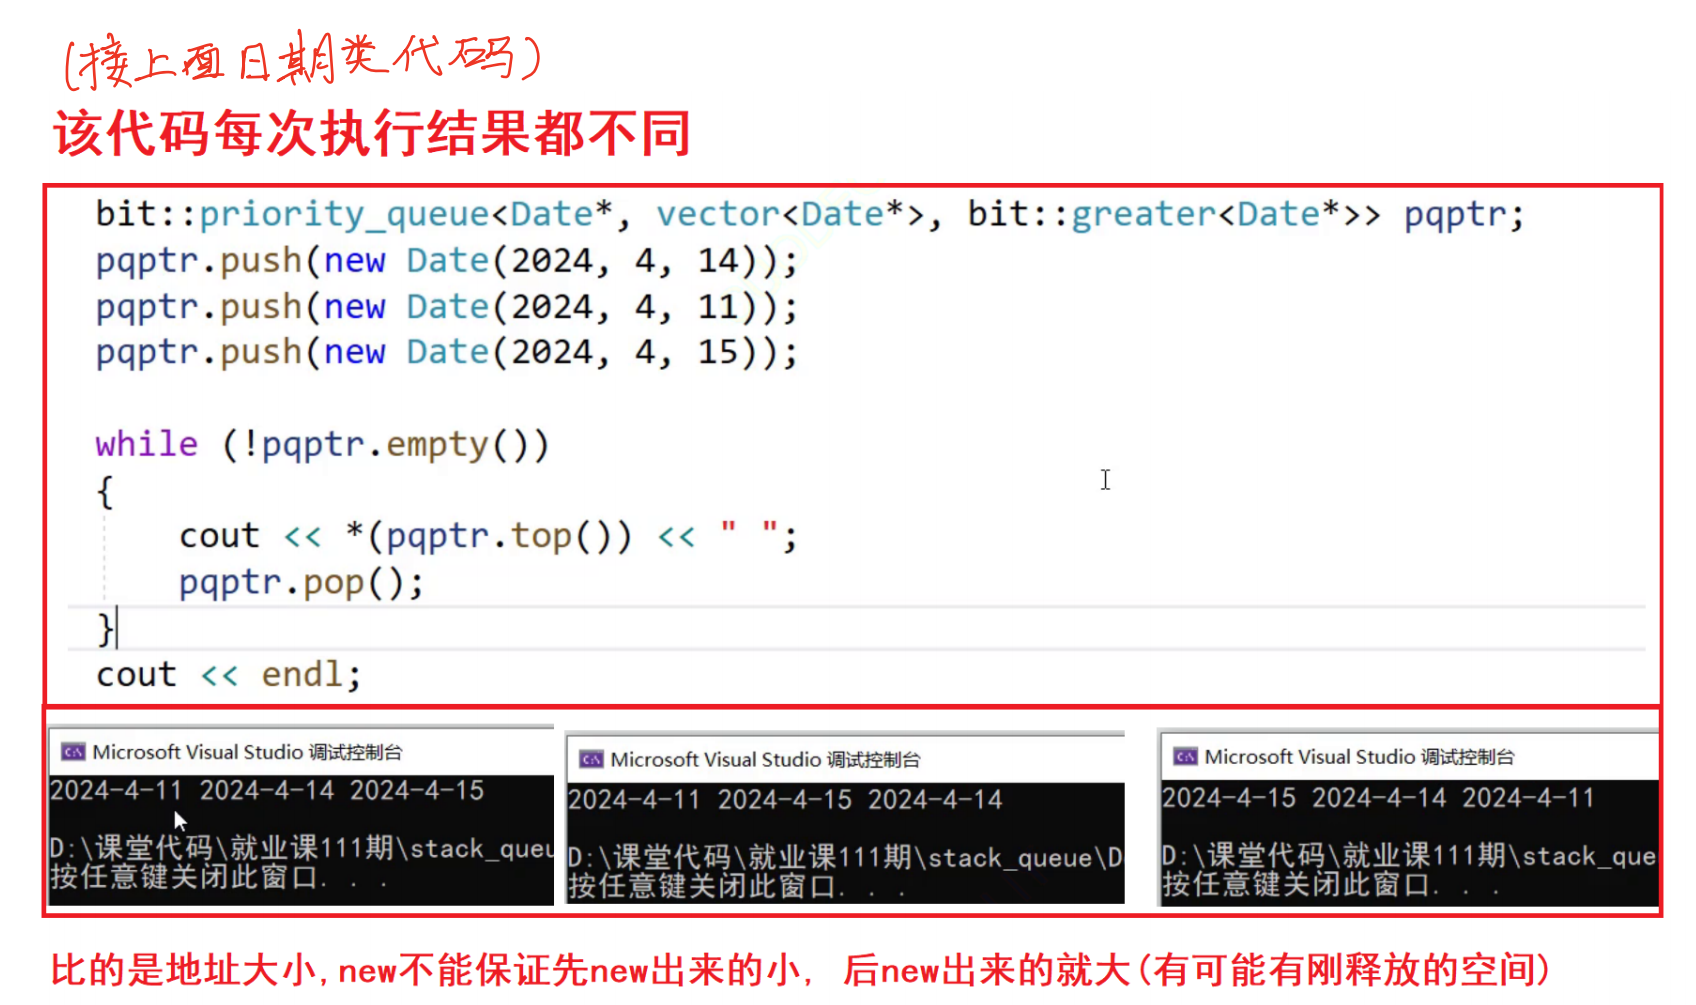 (接上面日期类代码)
该代码每次执行结果都不同
bit::priority_queue<Date*, vector<Date*>, bit::greater<Date*>> pqptr;
pqptr.push(new Date(2024, 4, 14));
pqptr.push(new Date(2024, 4, 11));
pqptr.push(new Date(2024, 4, 15));
while (!pqptr.empty())
{
cout << *(pqptr.top()) << " ";
pqptr.pop();
}
cout << endl;
Microsoft Visual Studio 调试控制台
2024-4-11 2024-4-14 2024-4-15
D:\课堂代码\就业课111期\stack_queu
按任意键关闭此窗口. . .
Microsoft Visual Studio 调试控制台
2024-4-11 2024-4-15 2024-4-14
D:\课堂代码\就业课111期\stack_queue\D
按任意键关闭此窗口. . .
Microsoft Visual Studio 调试控制台
2024-4-15 2024-4-14 2024-4-11
D:\课堂代码\就业课111期\stack_que
按任意键关闭此窗口. . .
比的是地址大小,new不能保证先new出来的小, 后new出来的就大(有可能有刚释放的空间)